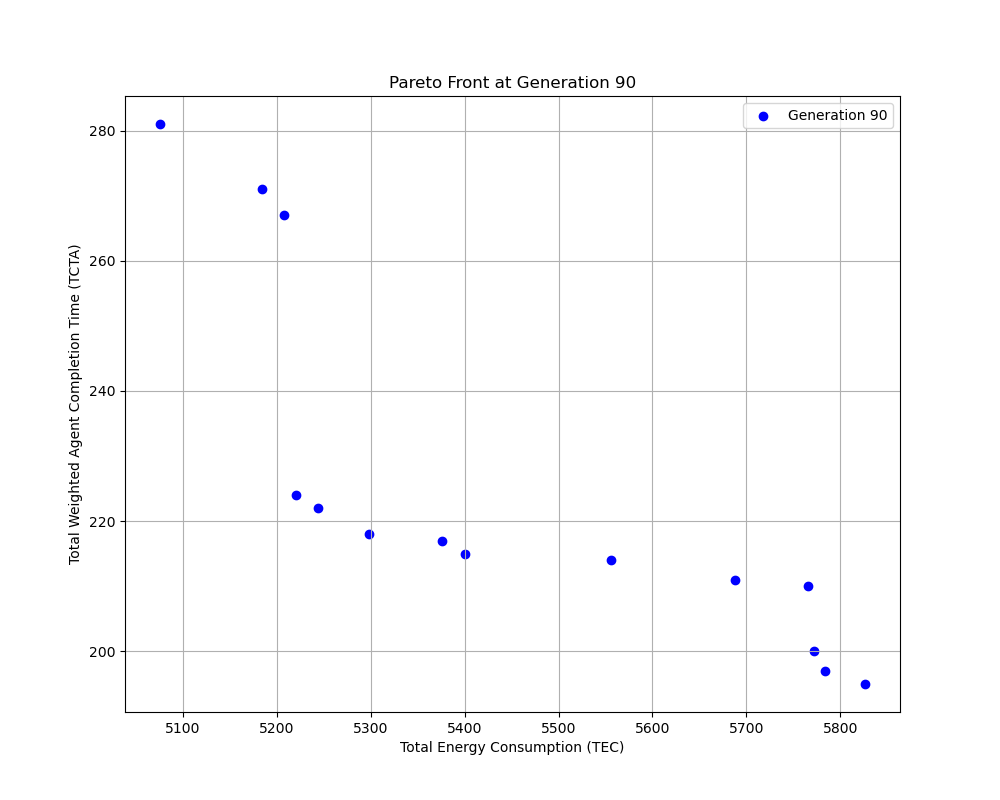 Pareto Front at Generation 90
Generation 90
Total Weighted Agent Completion Time (TCTA)
280
260
240
220
200
5100 5200 5300 5400 5500 5600 5700 5800
Total Energy Consumption (TEC)